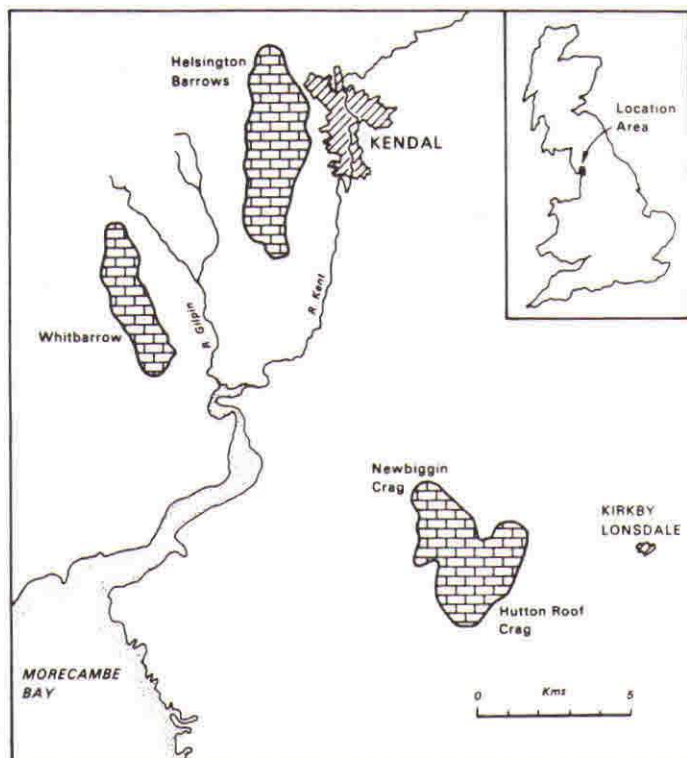 Helsington
Barrows
KENDAL
Location
Area
Whitbarrow
R. Gilpin
R. Kent
Newbiggin
Crag
KIRKBY
LONSDALE
Hutton Roof
Crag
MORECAMBE
BAY
0 Kms 5